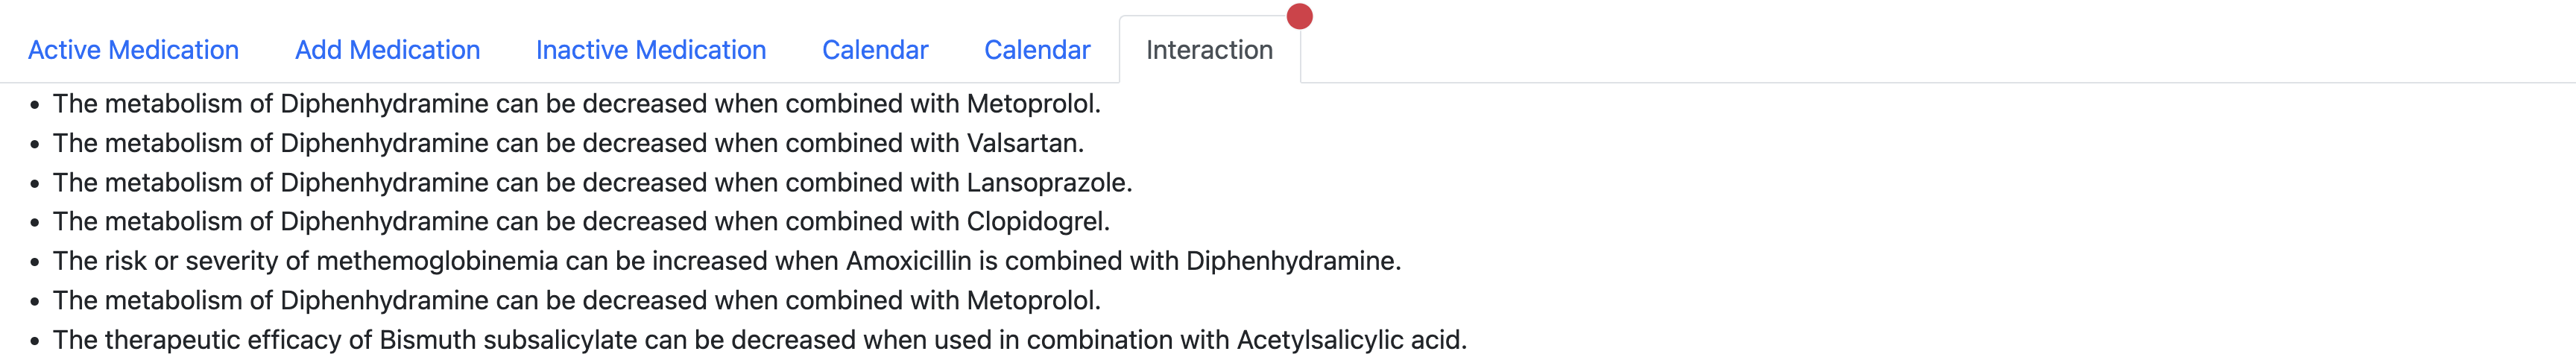 Active Medication Add Medication Inactive Medication Calendar Calendar Interaction
• The metabolism of Diphenhydramine can be decreased when combined with Metoprolol.
• The metabolism of Diphenhydramine can be decreased when combined with Valsartan.
• The metabolism of Diphenhydramine can be decreased when combined with Lansoprazole.
• The metabolism of Diphenhydramine can be decreased when combined with Clopidogrel.
• The risk or severity of methemoglobinemia can be increased when Amoxicillin is combined with Diphenhydramine.
• The metabolism of Diphenhydramine can be decreased when combined with Metoprolol.
• The therapeutic efficacy of Bismuth subsalicylate can be decreased when used in combination with Acetylsalicylic acid.